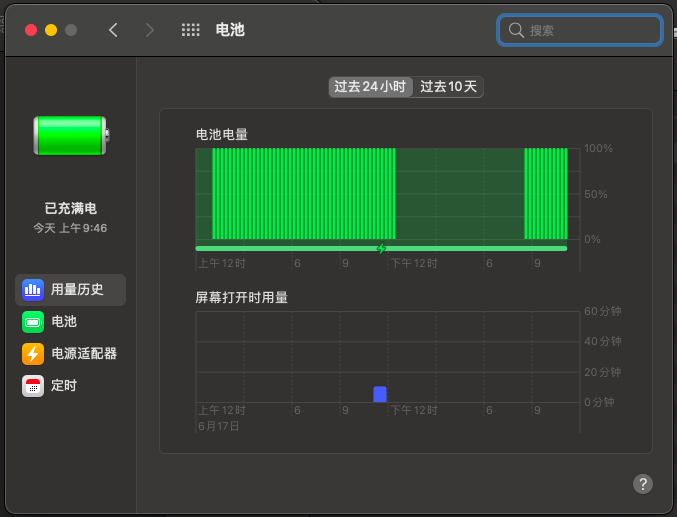 电池
搜索
已充满电
今天 上午9:46
用量历史
电池
电源适配器
定时
过去24小时 过去10天
电池电量
100%
50%
0%
上午12时 6 9 下午12时 6 9
屏幕打开时用量
60分钟
40分钟
20分钟
0分钟
上午12时 6 9 下午12时 6 9
6月17日
?